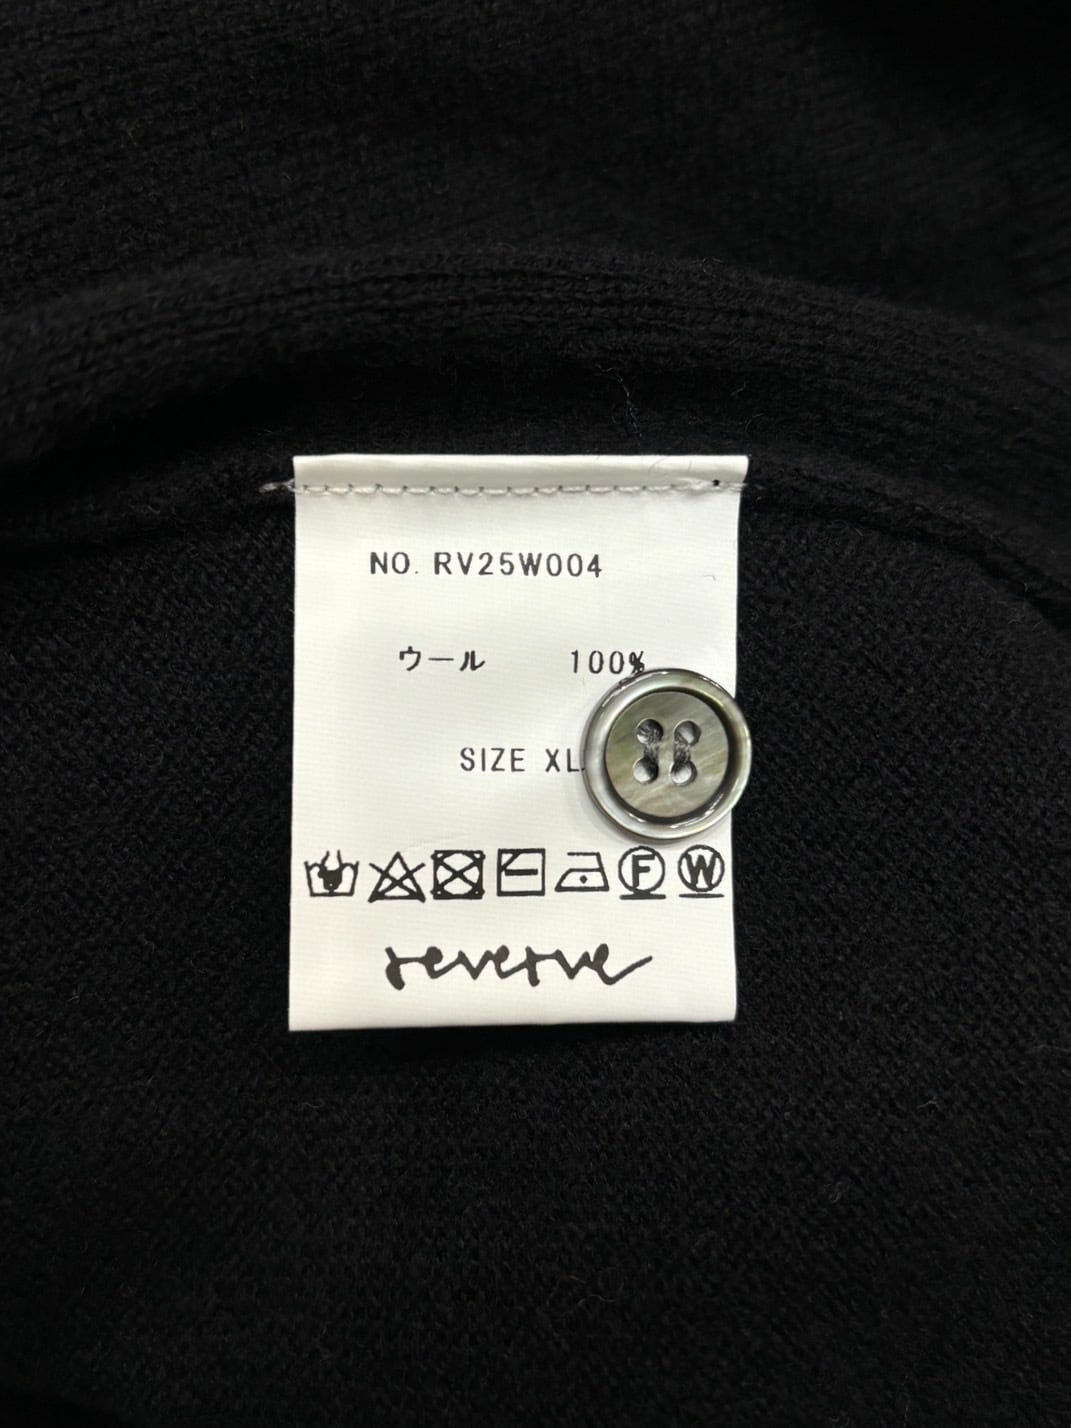 NO. RV25W004
ウール 100%
SIZE XL
F W
reverve